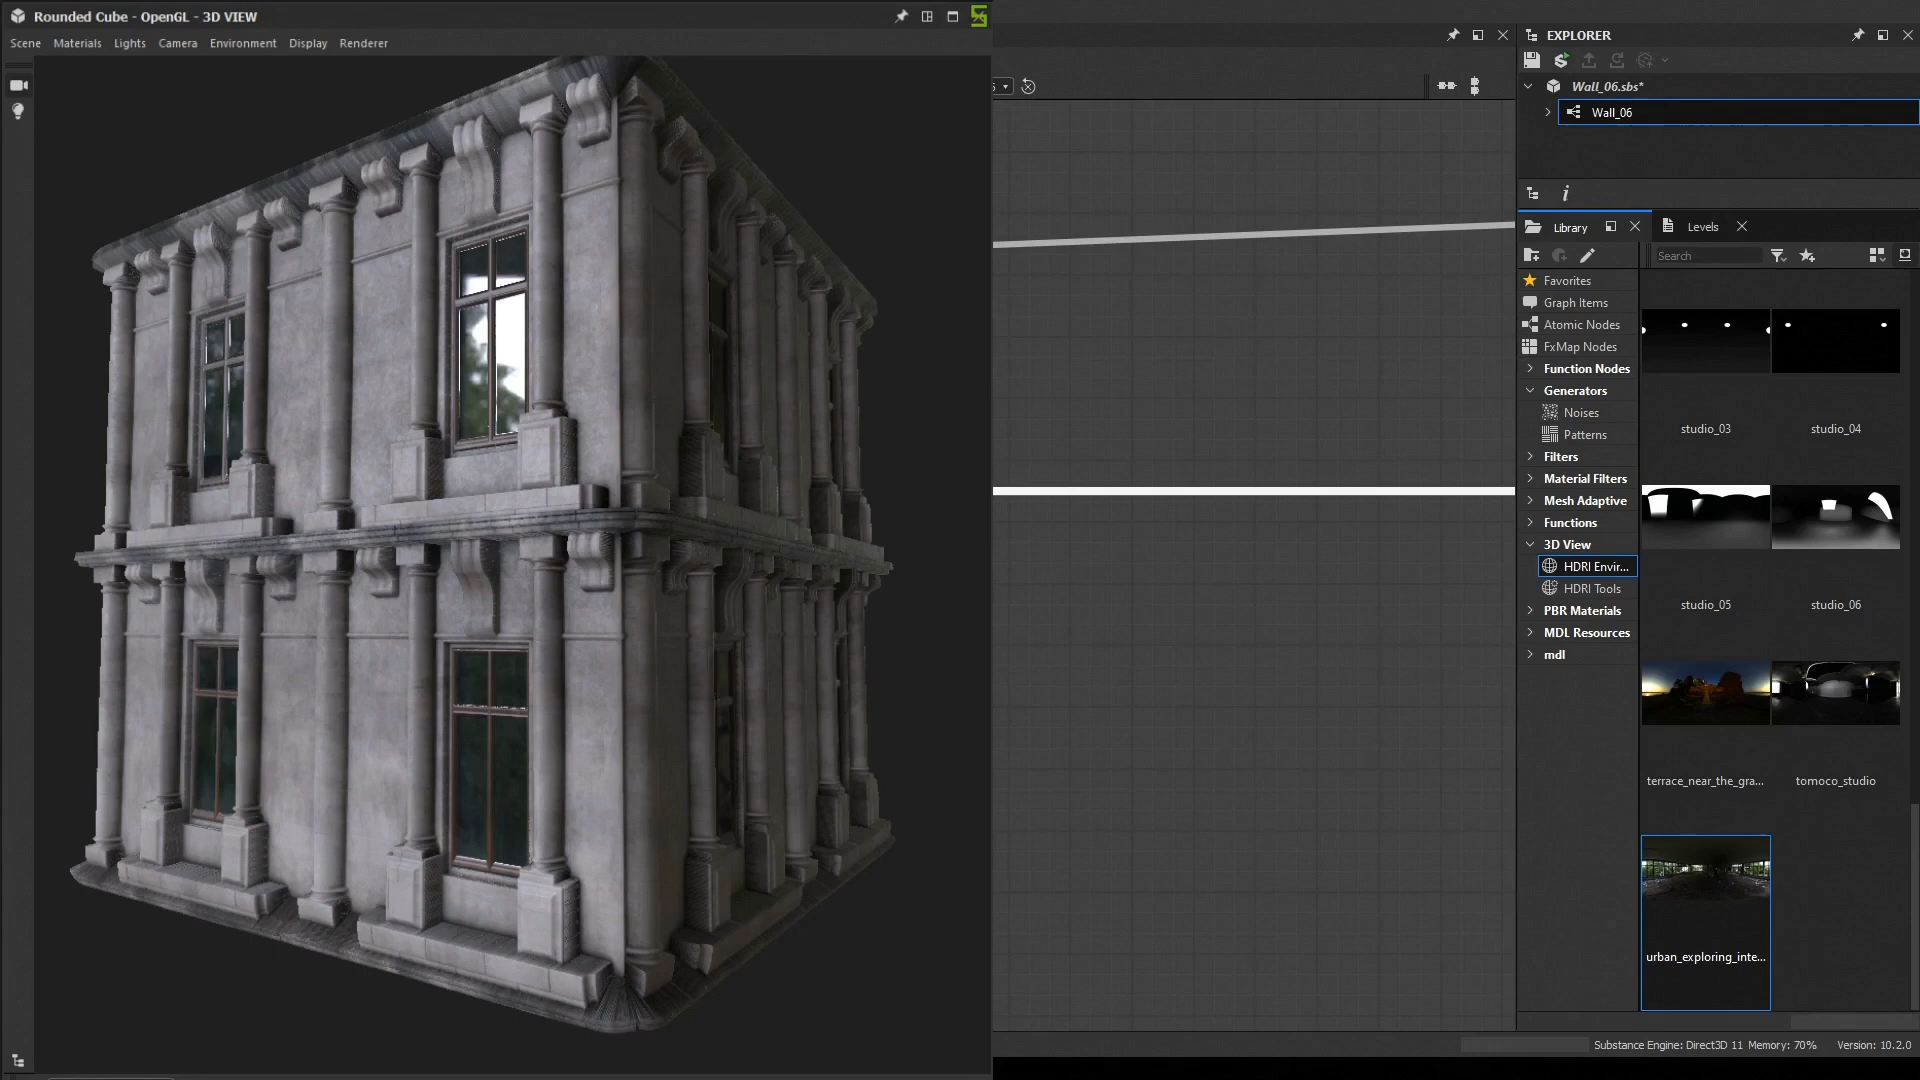 Rounded Cube - OpenGL - 3D VIEW
Scene Materials Lights Camera Environment Display Renderer
EXPLORER
Wall_06.sbs*
Wall_06
i
Library
Levels
Search
Favorites
Graph Items
Atomic Nodes
FxMap Nodes
Function Nodes
Generators
Noises
Patterns
Filters
Material Filters
Mesh Adaptive
Functions
3D View
HDRI Envir...
HDRI Tools
PBR Materials
MDL Resources
mdl
studio_03
studio_04
studio_05
studio_06
terrace_near_the_gra...
tomoco_studio
urban_exploring_inte...
Substance Engine: Direct3D 11 Memory: 70% Version: 10.2.0